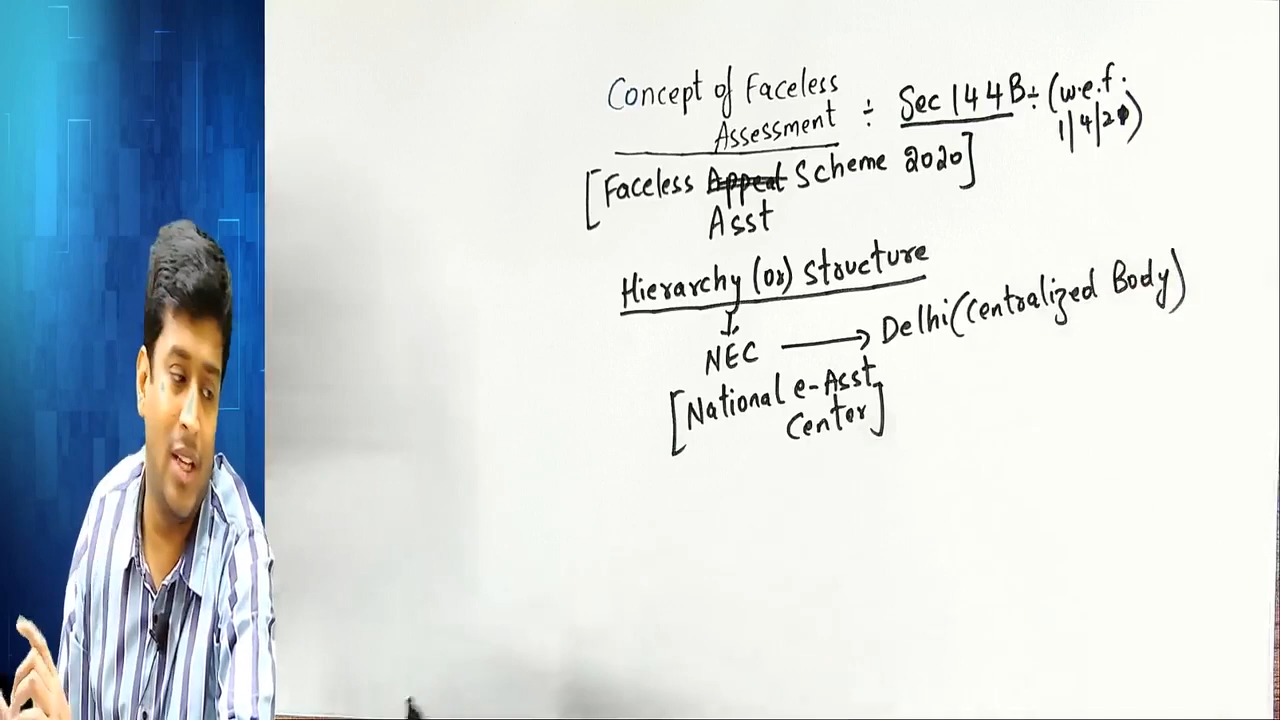 Concept of Faceless
Assessment ÷ Sec 144B÷ (w.e.f.
1/4/21)
[Faceless Appeal Scheme 2020]
Asst
Hierarchy (or) Structure
NEC → Delhi (Centralized Body)
[National e-Asst
Center]